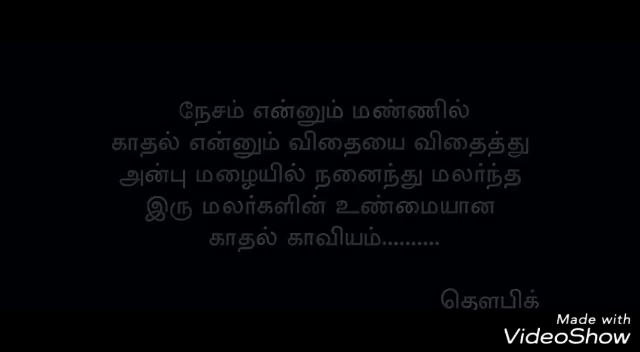 நேசம் என்னும் மண்ணில்
காதல் என்னும் விதையை விதைத்து
அன்பு மழையில் நனைந்து மலர்ந்த
இரு மலர்களின் உண்மையான
காதல் காவியம்..........
தௌபிக்
Made with
VideoShow